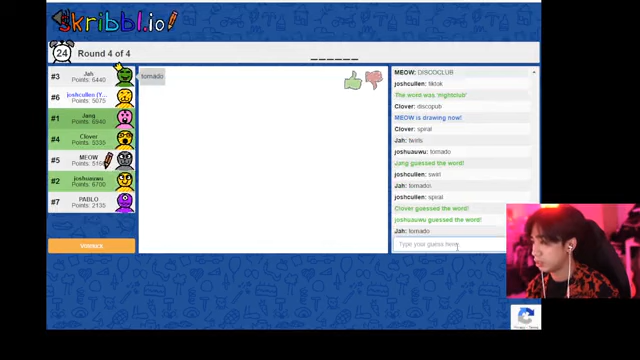 skribbl.io
24
Round 4 of 4
______
#3 Jah
Points: 6440
tornado
#6 joshcullen (Y...
Points: 5075
#1 Jang
Points: 6940
#4 Clover
Points: 5335
#5 MEOW
#2 joshuauwu
Points: 6700
#7 PABLO
Points: 2135
MEOW: DISCOCLUB
joshcullen: tiktok
The word was 'nightclub'
Clover: discopub
MEOW is drawing now!
Clover: spiral
Jah: twirls
joshuauwu: tornado
Jang guessed the word!
joshcullen: swirl
Jah: tornado.
joshcullen: spiral
Clover guessed the word!
joshuauwu guessed the word!
Jah: tornado
Type your guess here...
Privacy - Terms